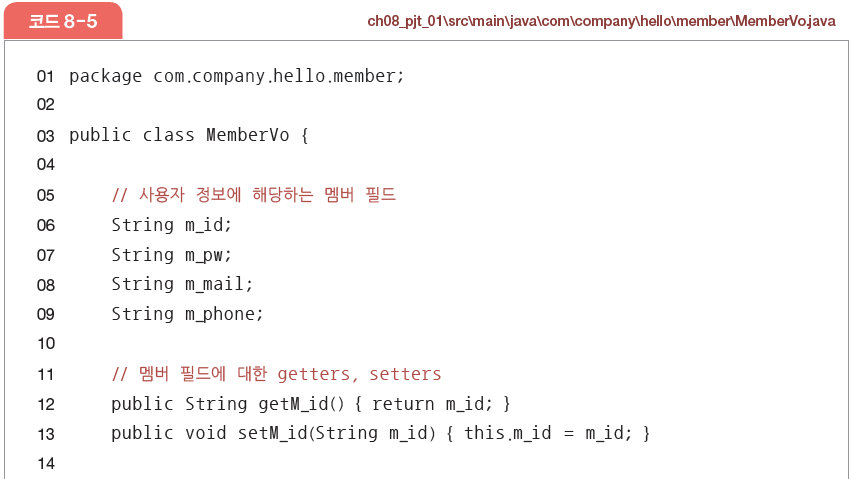 코드 8-5
ch08_pjt_01\src\main\java\com\company\hello\member\MemberVo.java
01 package com.company.hello.member;
02
03 public class MemberVo {
04
05 // 사용자 정보에 해당하는 멤버 필드
06 String m_id;
07 String m_pw;
08 String m_mail;
09 String m_phone;
10
11 // 멤버 필드에 대한 getters, setters
12 public String getM_id() { return m_id; }
13 public void setM_id(String m_id) { this.m_id = m_id; }
14